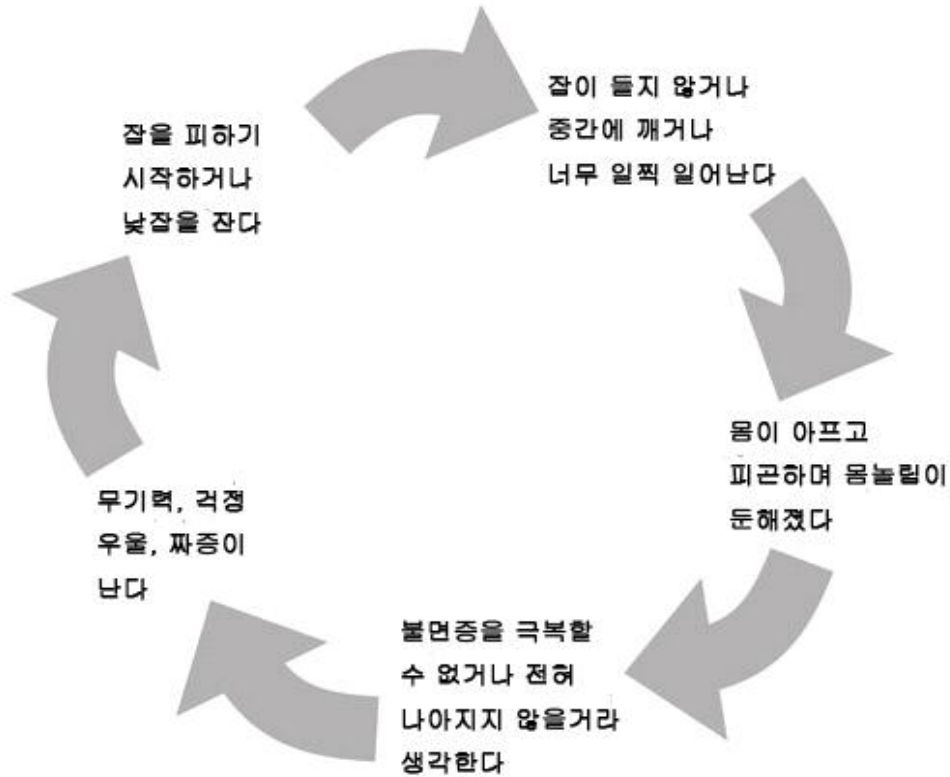 잠이 들지 않거나
중간에 깨거나
너무 일찍 일어난다
몸이 아프고
피곤하며 몸놀림이
둔해졌다
불면증을 극복할
수 없거나 전혀
나아지지 않을거라
생각한다
무기력, 걱정
우울, 짜증이
난다
잠을 피하기
시작하거나
낮잠을 잔다